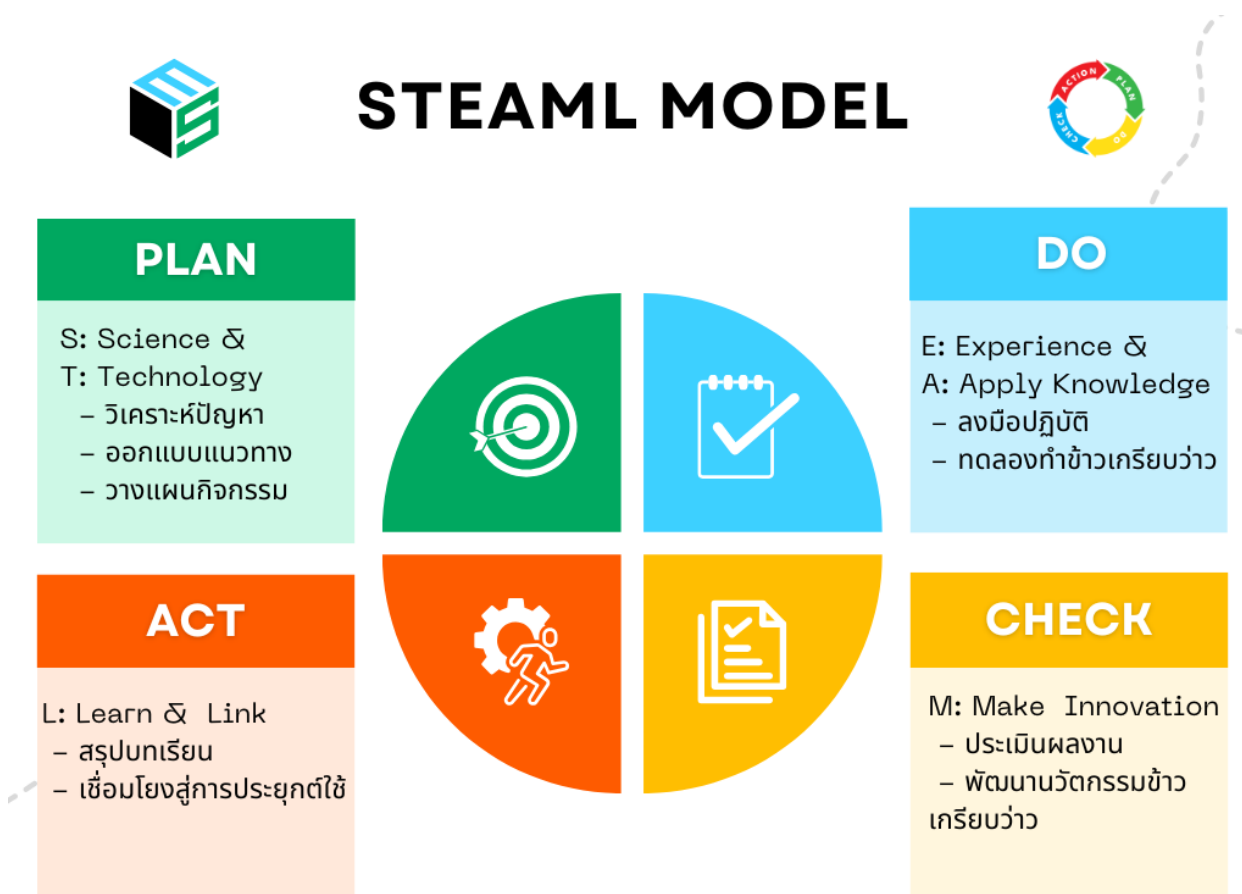 STEAML MODEL
ACTION
PLAN
DO
CHECK
PLAN
S: Science &
T: Technology
– วิเคราะห์ปัญหา
– ออกแบบแนวทาง
– วางแผนกิจกรรม
DO
E: Experience &
A: Apply Knowledge
– ลงมือปฏิบัติ
– ทดลองทำข้าวเกรียบว่าว
ACT
L: Learn & Link
– สรุปบทเรียน
– เชื่อมโยงสู่การประยุกต์ใช้
CHECK
M: Make Innovation
– ประเมินผลงาน
– พัฒนานวัตกรรมข้าว
เกรียบว่าว